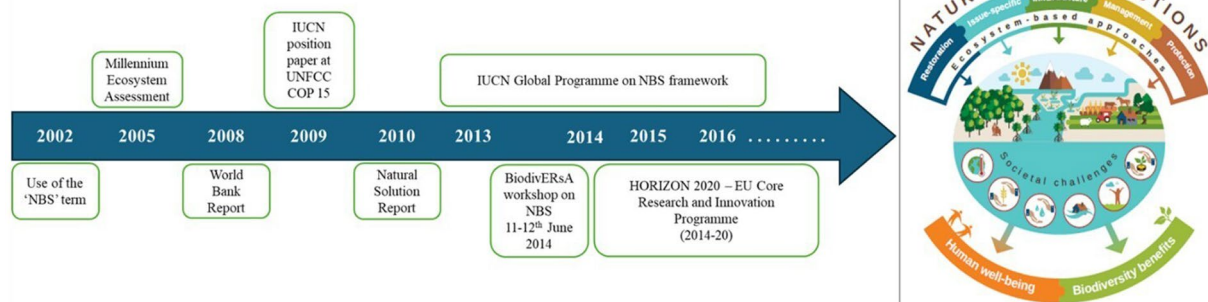 IUCN
position
paper at
UNFCC
COP 15
Millennium
Ecosystem
Assessment
IUCN Global Programme on NBS framework
2002 2005 2008 2009 2010 2013 2014 2015 2016 .........
Use of the
‘NBS’ term
World
Bank
Report
Natural
Solution
Report
BiodivERsA
workshop on
NBS
11-12th June
2014
HORIZON 2020 – EU Core
Research and Innovation
Programme
(2014-20)
Restoration
Issue-specific
Management
Protection
Ecosystem-based approaches
Societal challenges
Human well-being
Biodiversity benefits